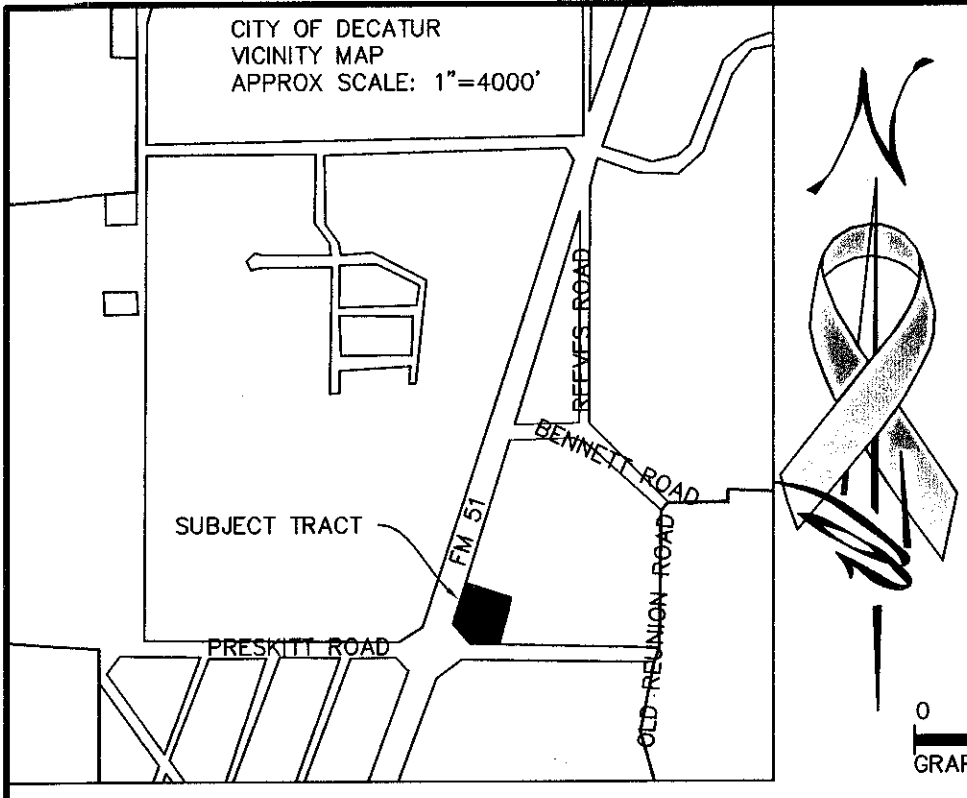 CITY OF DECATUR
VICINITY MAP
APPROX SCALE: 1"=4000'
REEVES ROAD
BENNETT ROAD
SUBJECT TRACT
FM 51
OLD REUNION ROAD
PRESKITT ROAD
N
0